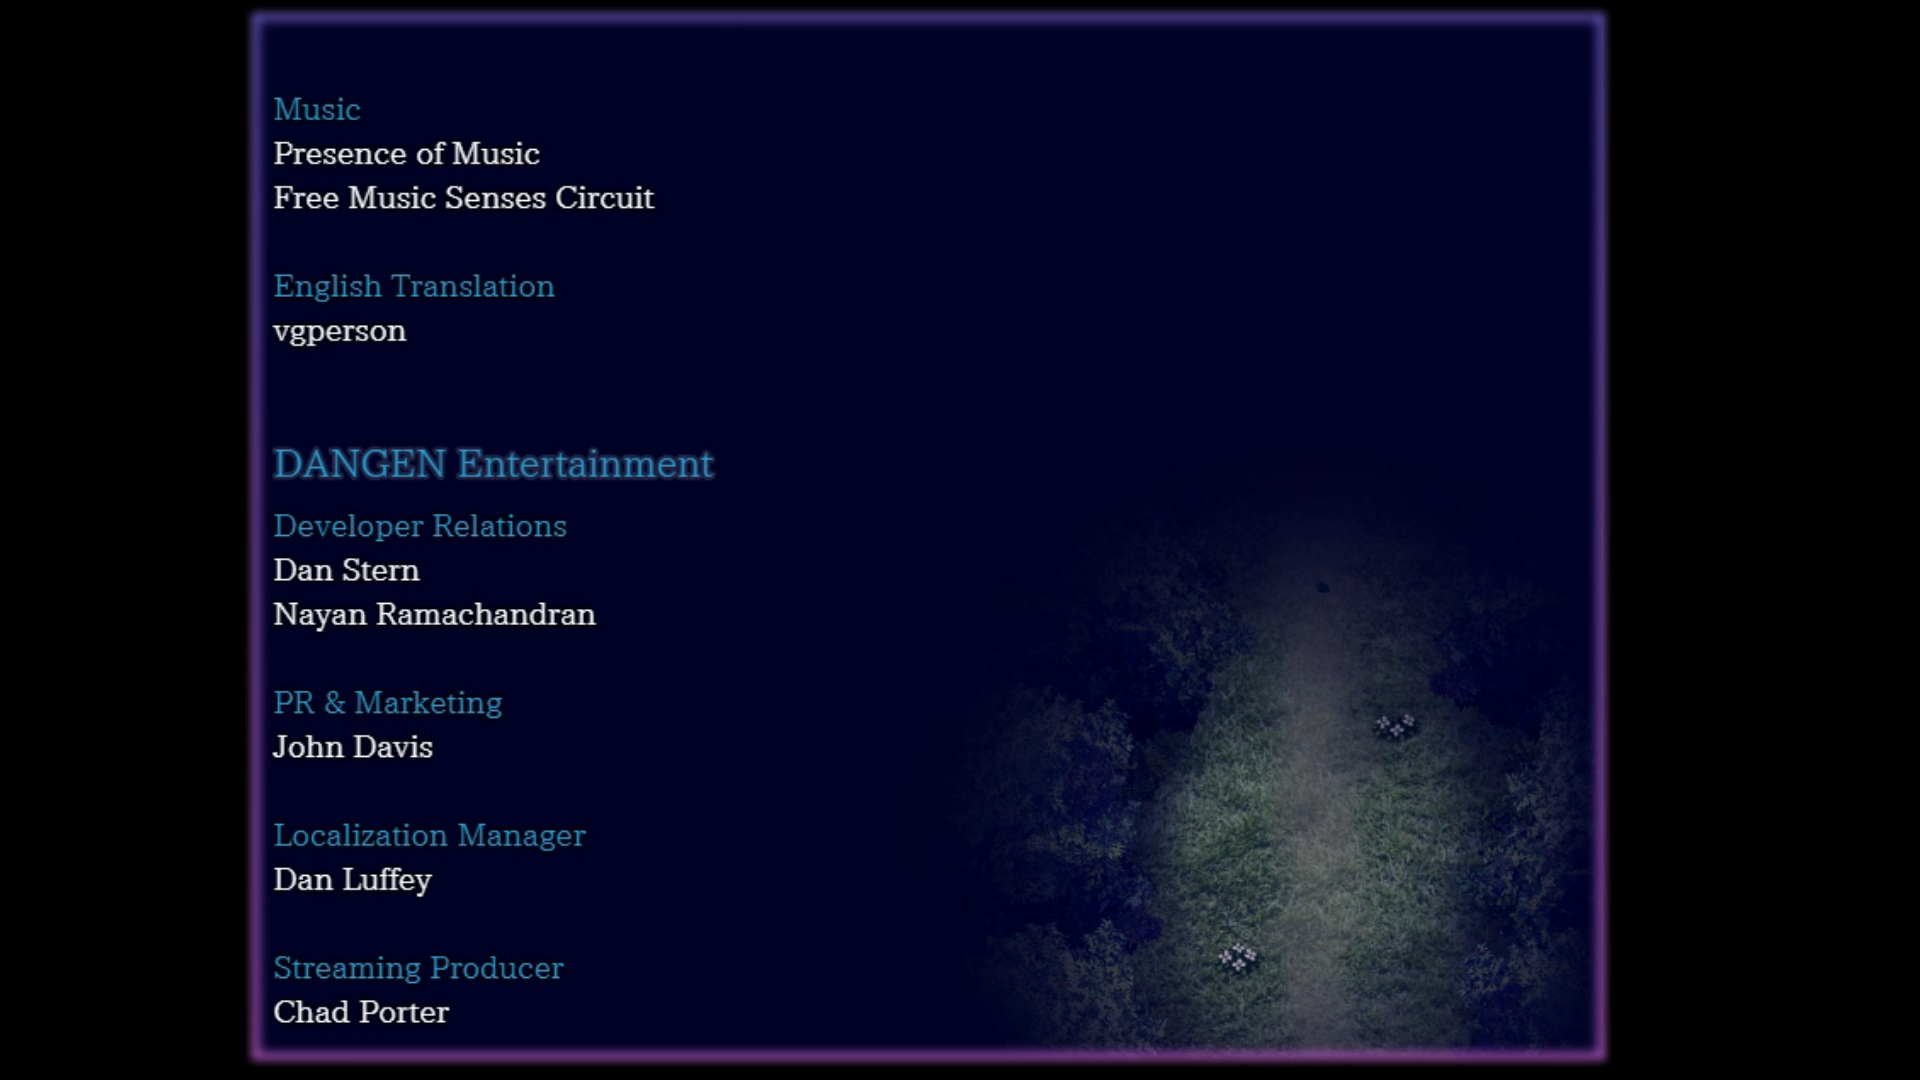 Music
Presence of Music
Free Music Senses Circuit
English Translation
vgperson
DANGEN Entertainment
Developer Relations
Dan Stern
Nayan Ramachandran
PR & Marketing
John Davis
Localization Manager
Dan Luffey
Streaming Producer
Chad Porter